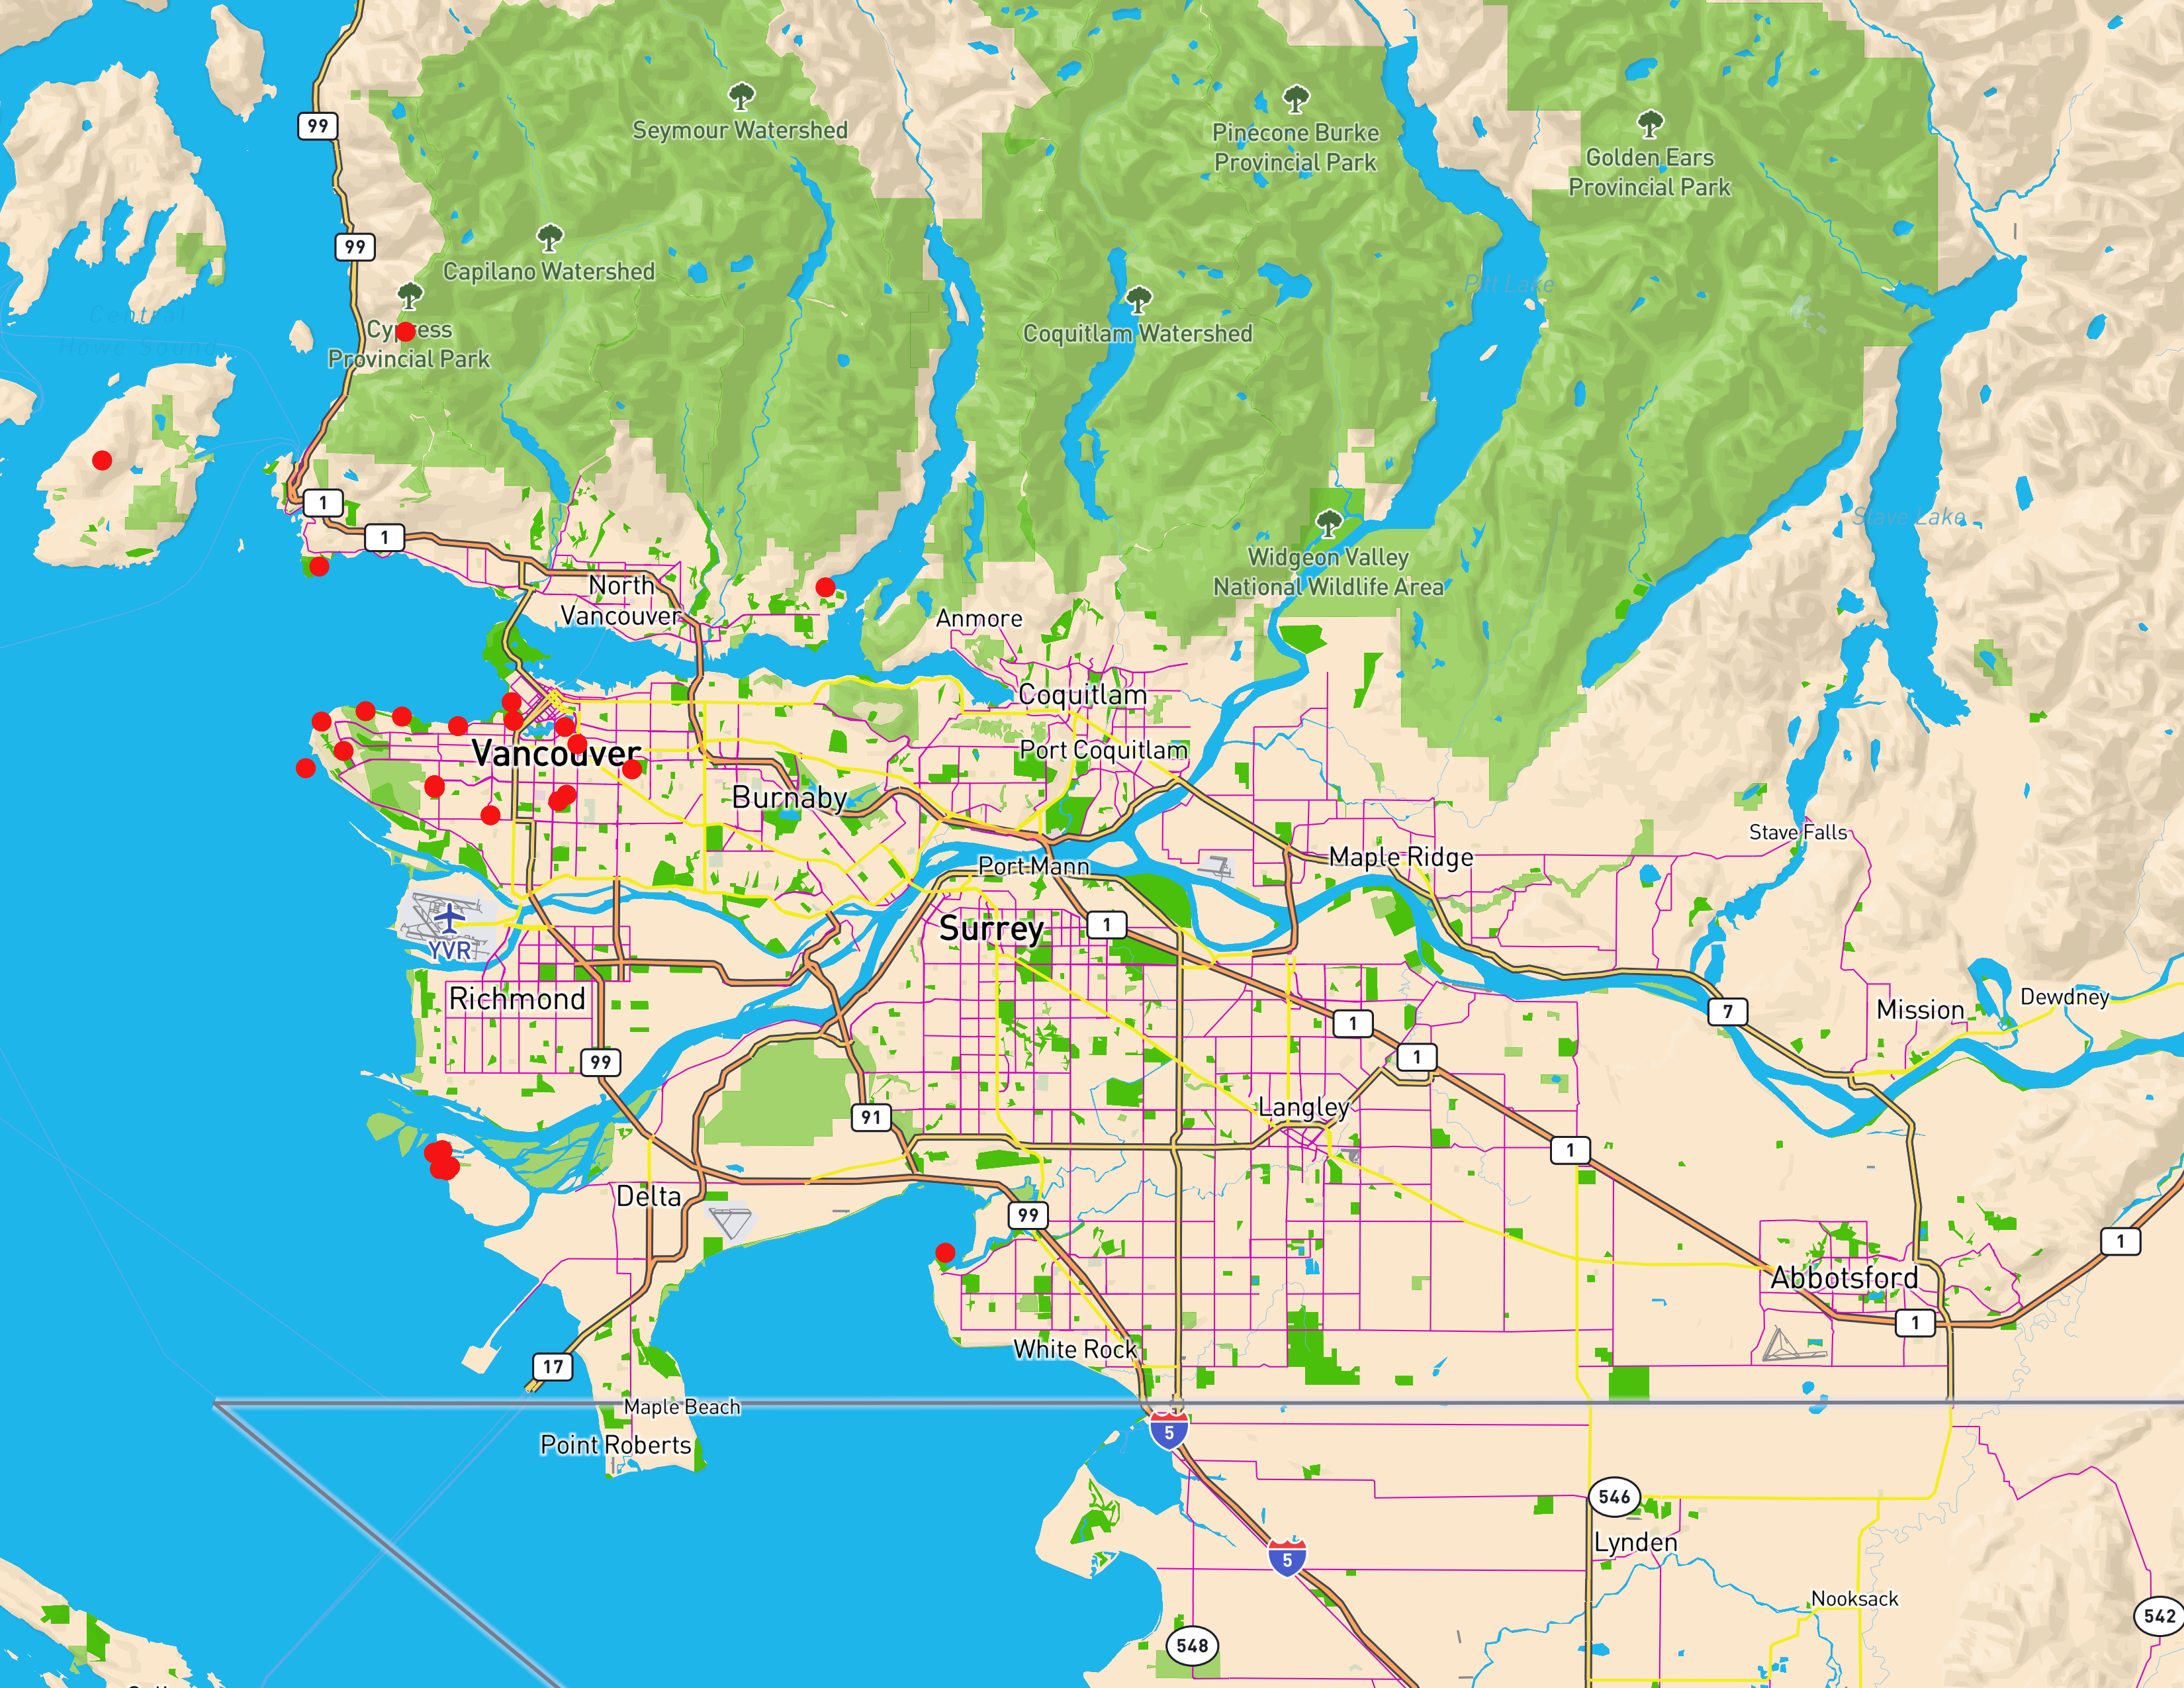 99
Seymour Watershed
Pinecone Burke
Provincial Park
Golden Ears
Provincial Park
99
Capilano Watershed
Pitt Lake
Central
Howe Sound
Cypress
Provincial Park
Coquitlam Watershed
1
1
Stave Lake
Widgeon Valley
National Wildlife Area
North
Vancouver
Anmore
Coquitlam
Vancouver
Port Coquitlam
Burnaby
Stave Falls
Port Mann
Maple Ridge
YVR
Surrey
1
Richmond
1
7
Mission
Dewdney
99
1
91
Langley
1
Delta
99
1
Abbotsford
1
White Rock
17
Maple Beach
Point Roberts
5
546
Lynden
5
Nooksack
548
542